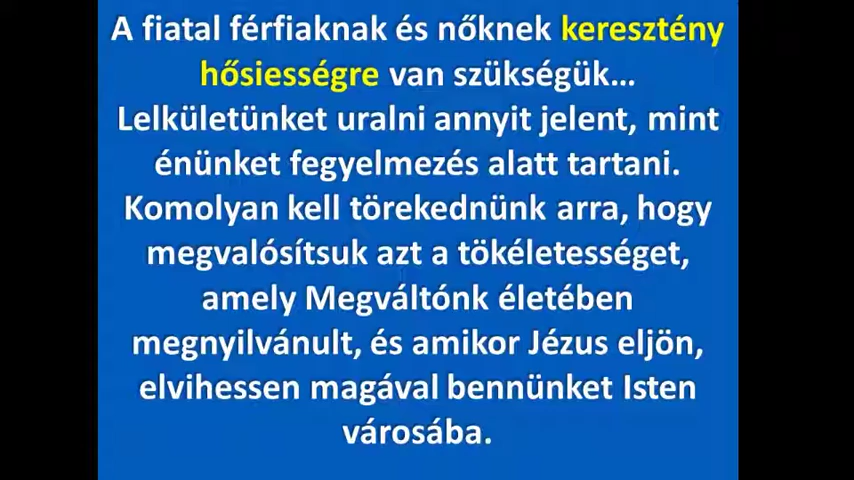 A fiatal férfiaknak és nőknek keresztény
hősiességre van szükségük...
Lelkületünket uralni annyit jelent, mint
énünket fegyelmezés alatt tartani.
Komolyan kell törekednünk arra, hogy
megvalósítsuk azt a tökéletességet,
amely Megváltónk életében
megnyilvánult, és amikor Jézus eljön,
elvihessen magával bennünket Isten
városába.